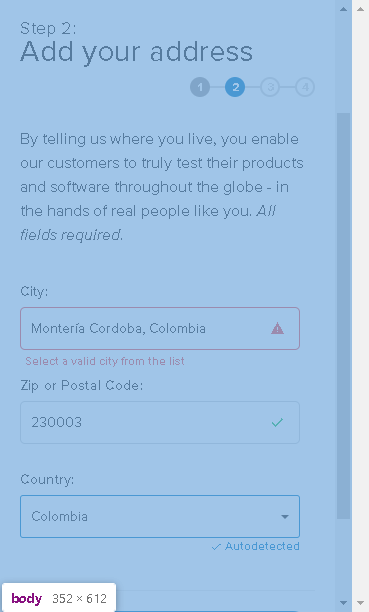 Step 2:
Add your address
1 2 3 4
By telling us where you live, you enable
our customers to truly test their products
and software throughout the globe - in
the hands of real people like you. All
fields required.
City:
Montería Cordoba, Colombia
Select a valid city from the list
Zip or Postal Code:
230003
Country:
Colombia
Autodetected
body 352 × 612